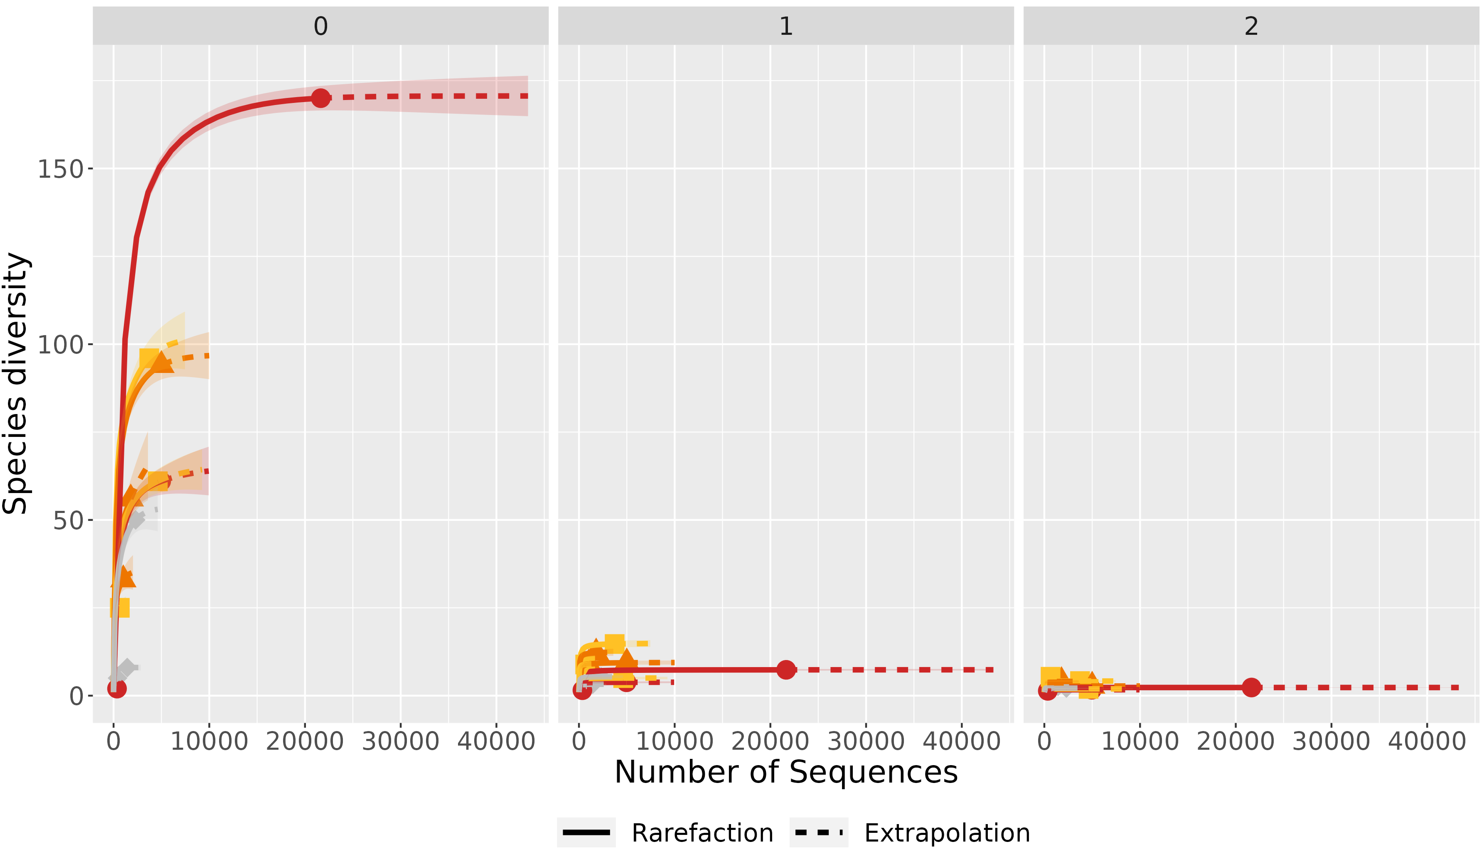 0 1 2
150
100
50
0
Species diversity
0 10000 20000 30000 40000 0 10000 20000 30000 40000 0 10000 20000 30000 40000
Number of Sequences
Rarefaction Extrapolation